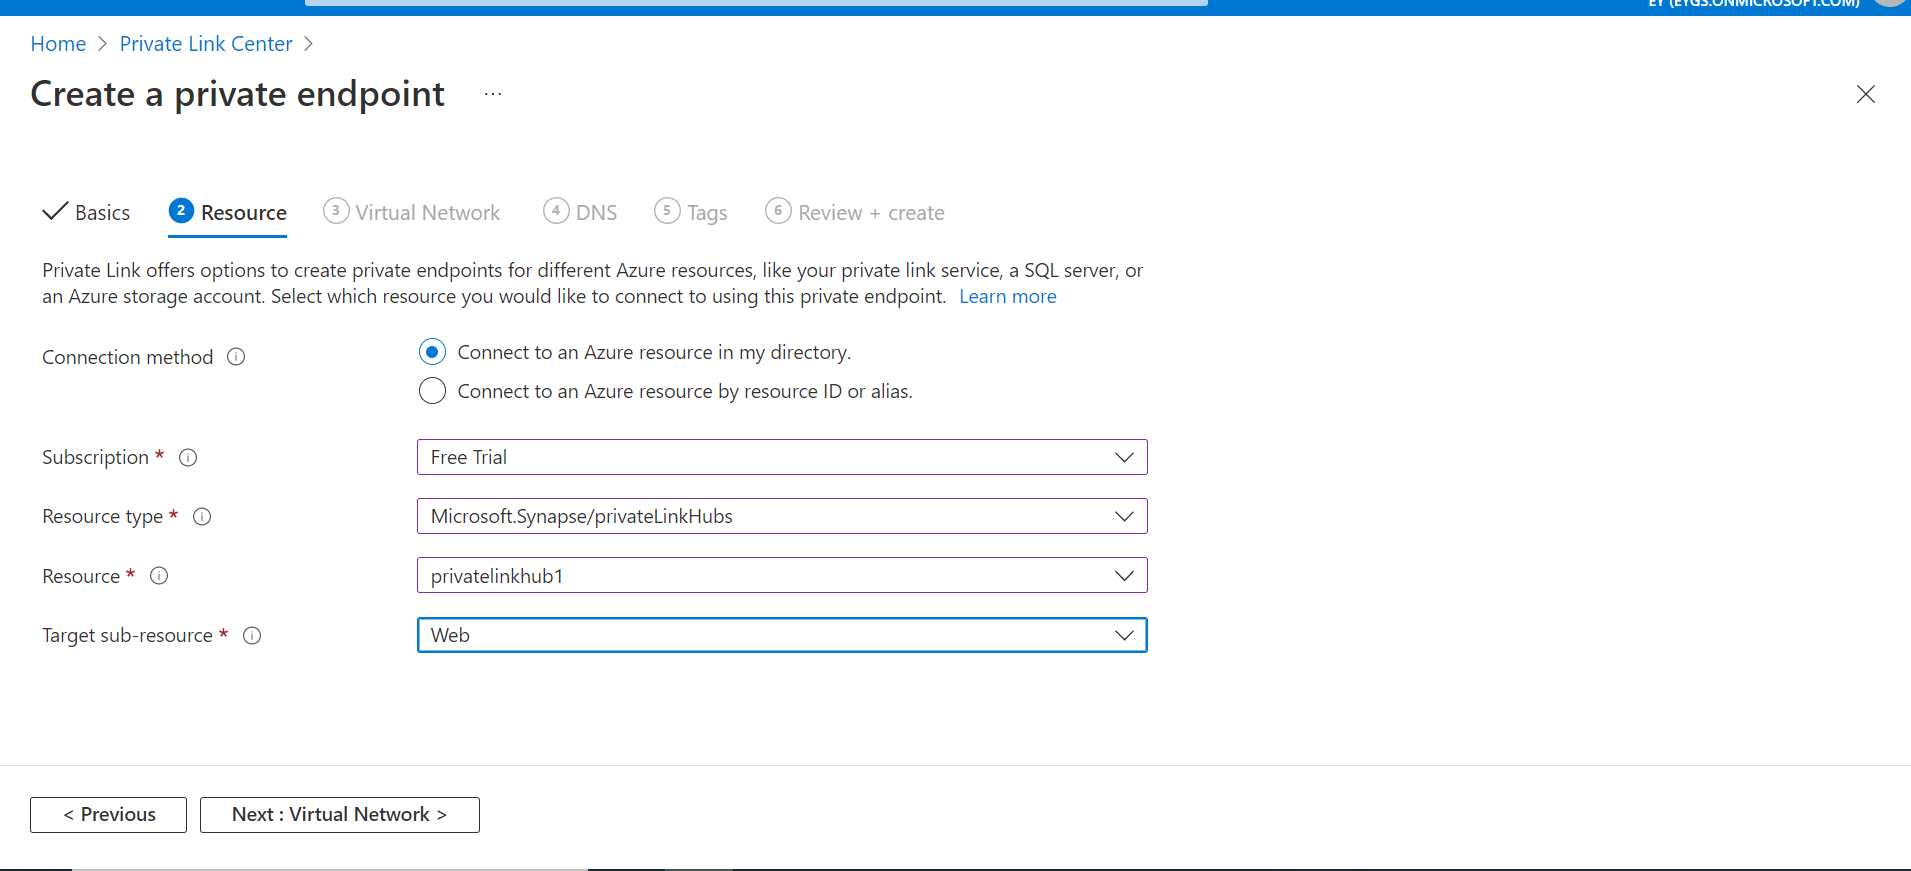 EY (EYGS.ONMICROSOFT.COM)
Home > Private Link Center >
Create a private endpoint ...
Basics 2 Resource 3 Virtual Network 4 DNS 5 Tags 6 Review + create
Private Link offers options to create private endpoints for different Azure resources, like your private link service, a SQL server, or
an Azure storage account. Select which resource you would like to connect to using this private endpoint. Learn more
Connection method
Connect to an Azure resource in my directory.
Connect to an Azure resource by resource ID or alias.
Subscription * Free Trial
Resource type * Microsoft.Synapse/privateLinkHubs
Resource * privatelinkhub1
Target sub-resource * Web
< Previous Next : Virtual Network >